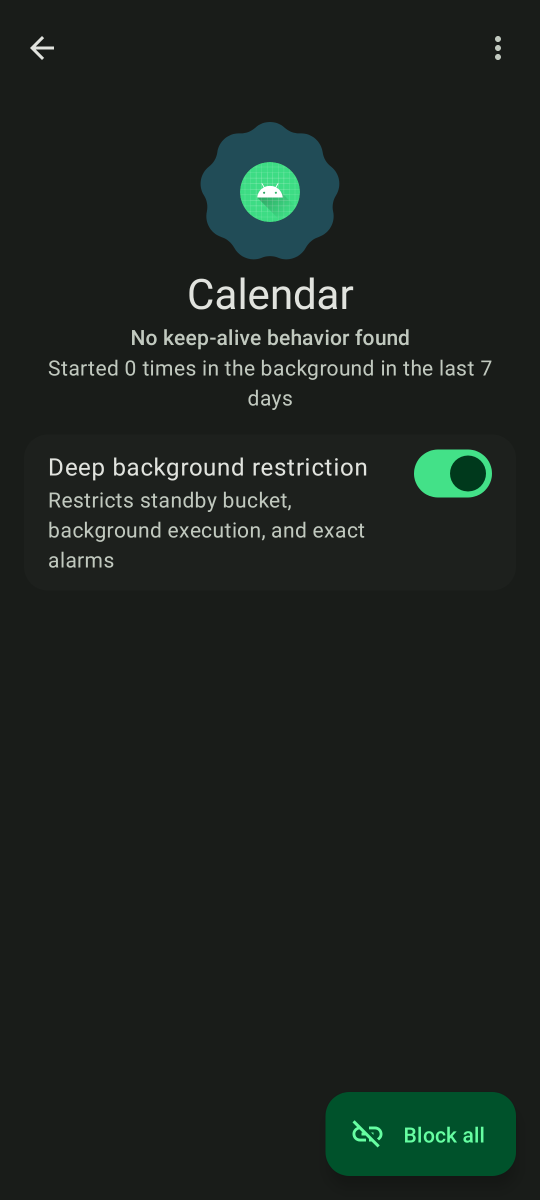 Calendar
No keep-alive behavior found
Started 0 times in the background in the last 7
days
Deep background restriction
Restricts standby bucket,
background execution, and exact
alarms
Block all